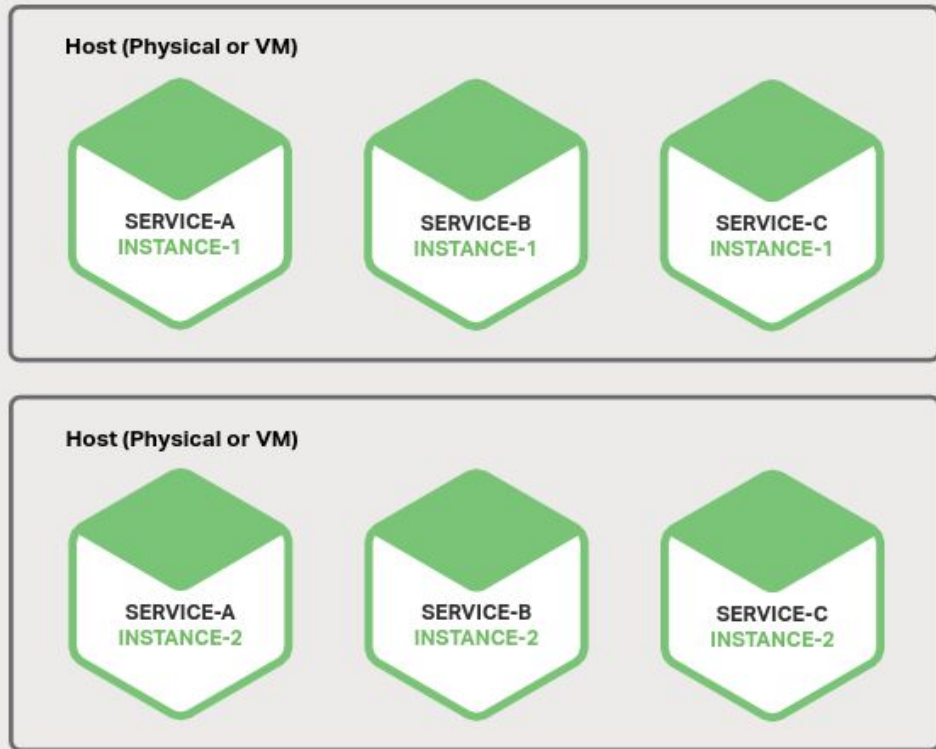 Host (Physical or VM)
SERVICE-A
INSTANCE-1
SERVICE-B
INSTANCE-1
SERVICE-C
INSTANCE-1
Host (Physical or VM)
SERVICE-A
INSTANCE-2
SERVICE-B
INSTANCE-2
SERVICE-C
INSTANCE-2